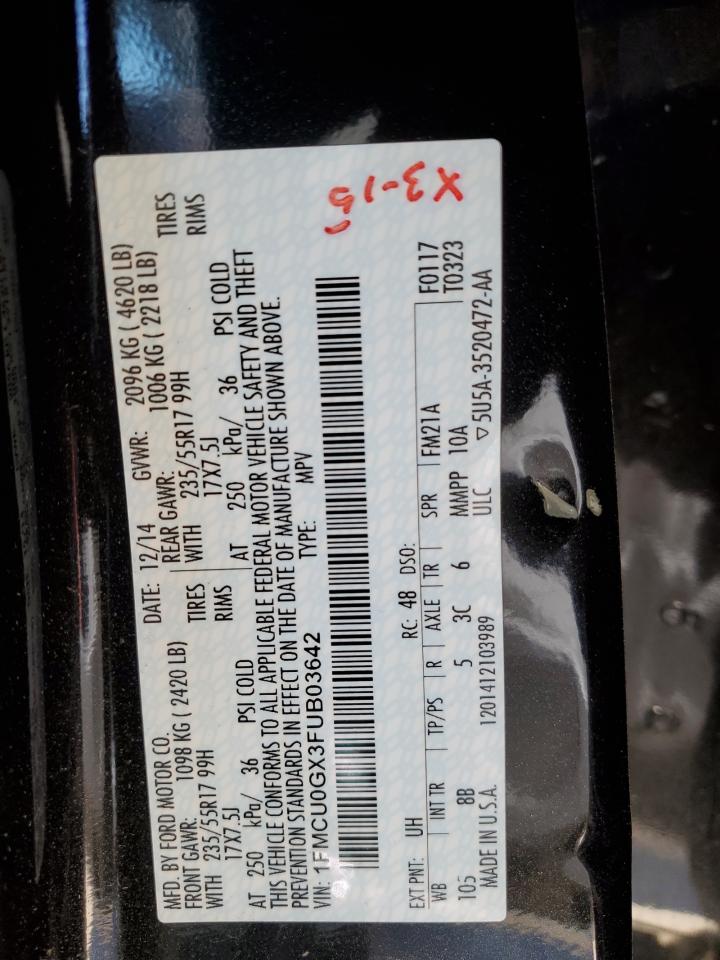 MFD. BY FORD MOTOR CO. DATE: 12/14 GVWR: 2096 KG ( 4620 LB)
FRONT GAWR: 1098 KG ( 2420 LB) REAR GAWR: 1006 KG ( 2218 LB)
WITH 235/55R17 99H TIRES WITH 235/55R17 99H TIRES
17X7.5J RIMS 17X7.5J RIMS
AT 250 kPa/ 36 PSI COLD AT 250 kPa/ 36 PSI COLD
THIS VEHICLE CONFORMS TO ALL APPLICABLE FEDERAL MOTOR VEHICLE SAFETY AND THEFT
PREVENTION STANDARDS IN EFFECT ON THE DATE OF MANUFACTURE SHOWN ABOVE.
VIN: 1FMCU0GX3FUB03642 TYPE: MPV
X3-15
EXT PNT: UH RC: 48 DSO: F0117
WB INT TR TP/PS R AXLE TR SPR FM21A T0323
105 8B 5 3C 6 MMPP 10A
ULC
MADE IN U.S.A. 1201412103989 ▽5U5A-3520472-AA